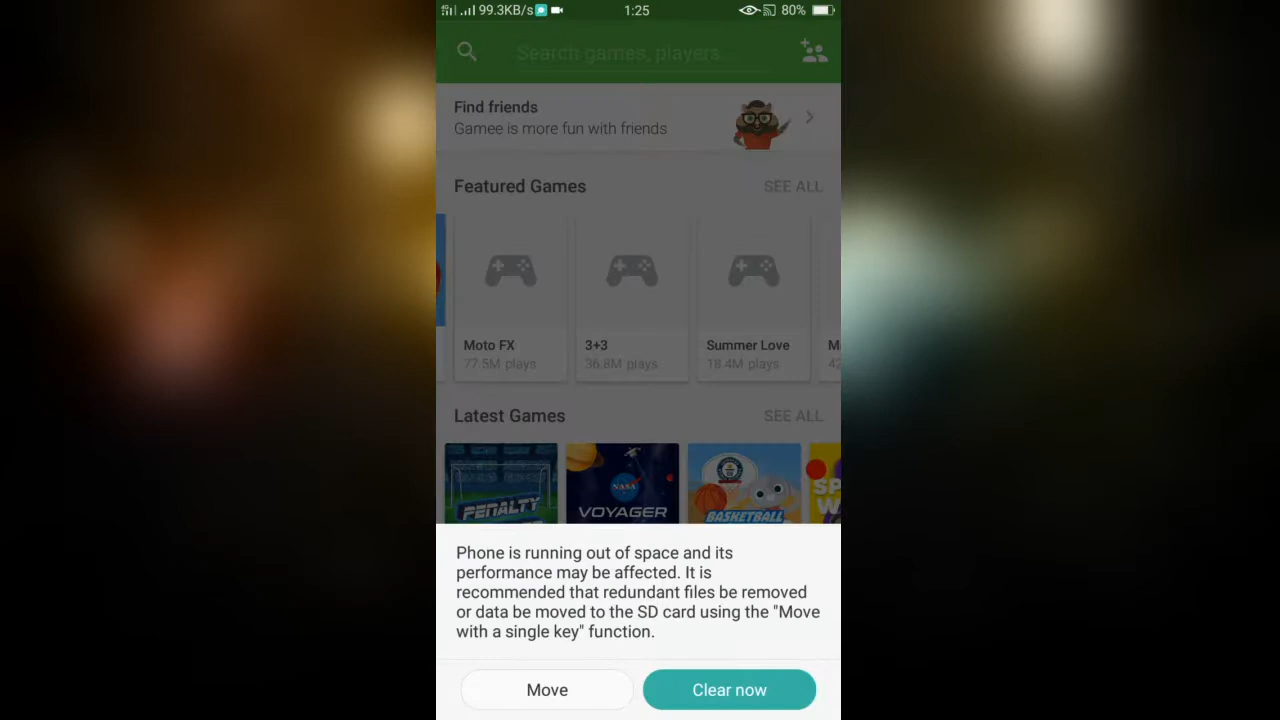 99.3KB/s 1:25 80%
Search games, players...
Find friends
Gamee is more fun with friends
Featured Games SEE ALL
Moto FX 3+3 Summer Love M
77.5M plays 36.8M plays 18.4M plays 42
Latest Games SEE ALL
PENALTY NASA VOYAGER BASKETBALL SP
W
Phone is running out of space and its
performance may be affected. It is
recommended that redundant files be removed
or data be moved to the SD card using the "Move
with a single key" function.
Move Clear now